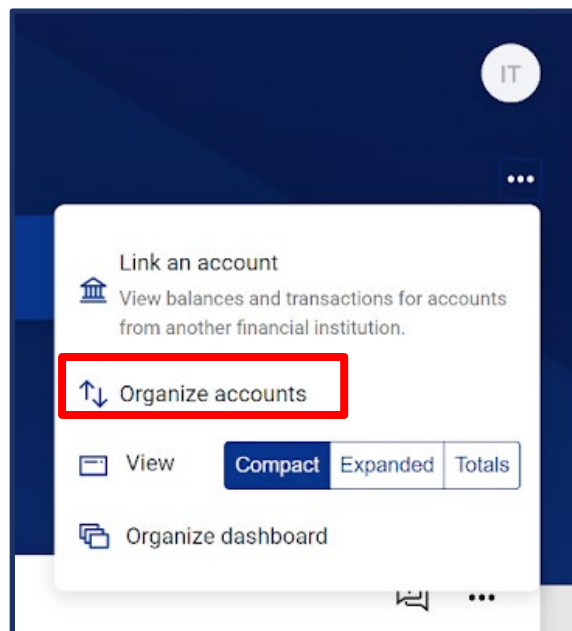 IT
Link an account
View balances and transactions for accounts
from another financial institution.
Organize accounts
View Compact Expanded Totals
Organize dashboard